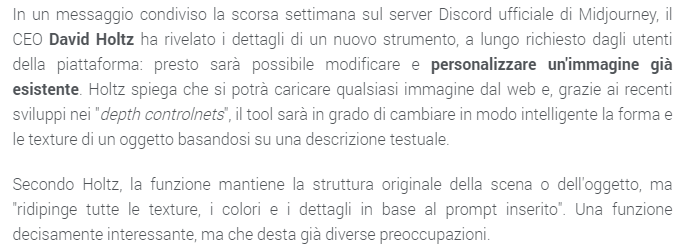 In un messaggio condiviso la scorsa settimana sul server Discord ufficiale di Midjourney, il
CEO David Holtz ha rivelato i dettagli di un nuovo strumento, a lungo richiesto dagli utenti
della piattaforma: presto sarà possibile modificare e personalizzare un'immagine già
esistente. Holtz spiega che si potrà caricare qualsiasi immagine dal web e, grazie ai recenti
sviluppi nei "depth controlnets", il tool sarà in grado di cambiare in modo intelligente la forma e
le texture di un oggetto basandosi su una descrizione testuale.
Secondo Holtz, la funzione mantiene la struttura originale della scena o dell'oggetto, ma
"ridipinge tutte le texture, i colori e i dettagli in base al prompt inserito". Una funzione
decisamente interessante, ma che desta già diverse preoccupazioni.